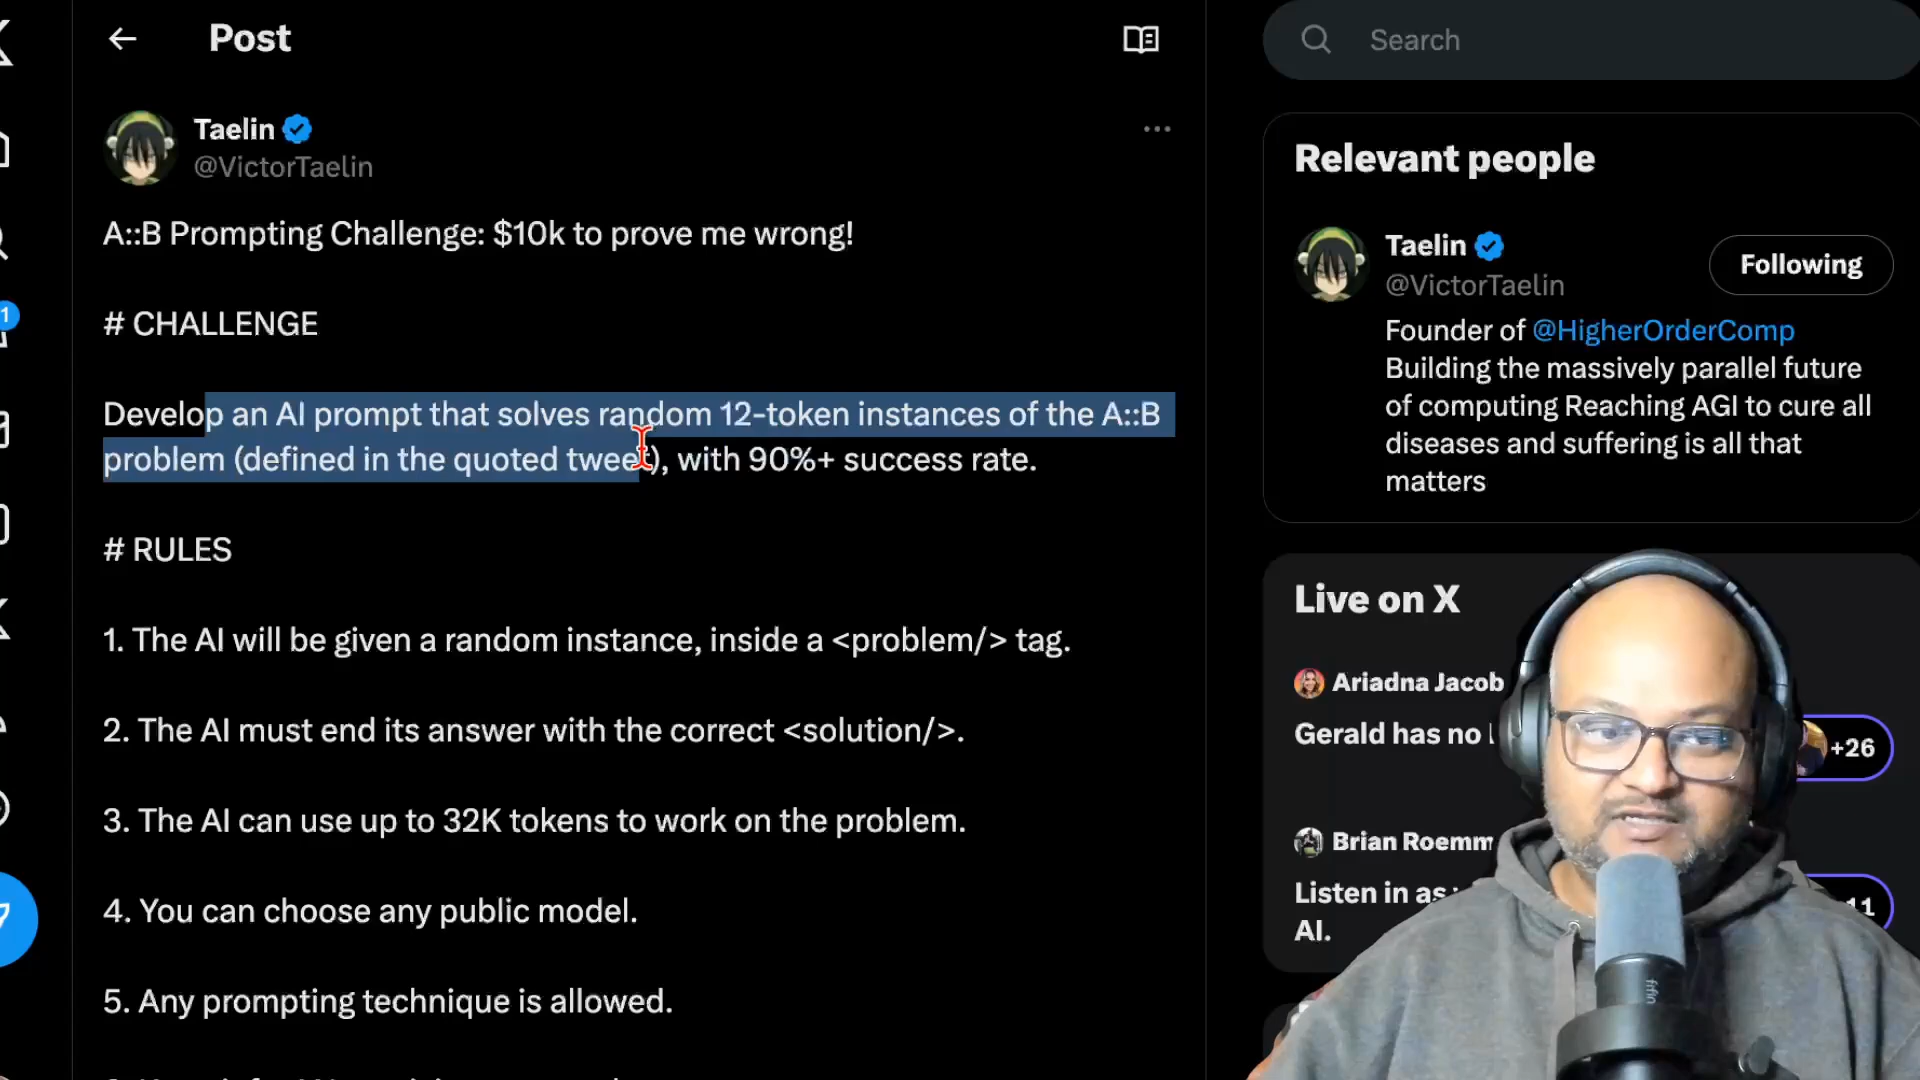 Post
Search
Taelin
@VictorTaelin
A::B Prompting Challenge: $10k to prove me wrong!
# CHALLENGE
Develop an AI prompt that solves random 12-token instances of the A::B
problem (defined in the quoted tweet), with 90%+ success rate.
# RULES
1. The AI will be given a random instance, inside a <problem/> tag.
2. The AI must end its answer with the correct <solution/>.
3. The AI can use up to 32K tokens to work on the problem.
4. You can choose any public model.
5. Any prompting technique is allowed.
1
Relevant people
Taelin
@VictorTaelin
Following
Founder of @HigherOrderComp
Building the massively parallel future
of computing Reaching AGI to cure all
diseases and suffering is all that
matters
Live on X
Ariadna Jacob
Gerald has no
+26
Brian Roemm
Listen in as
11
AI.